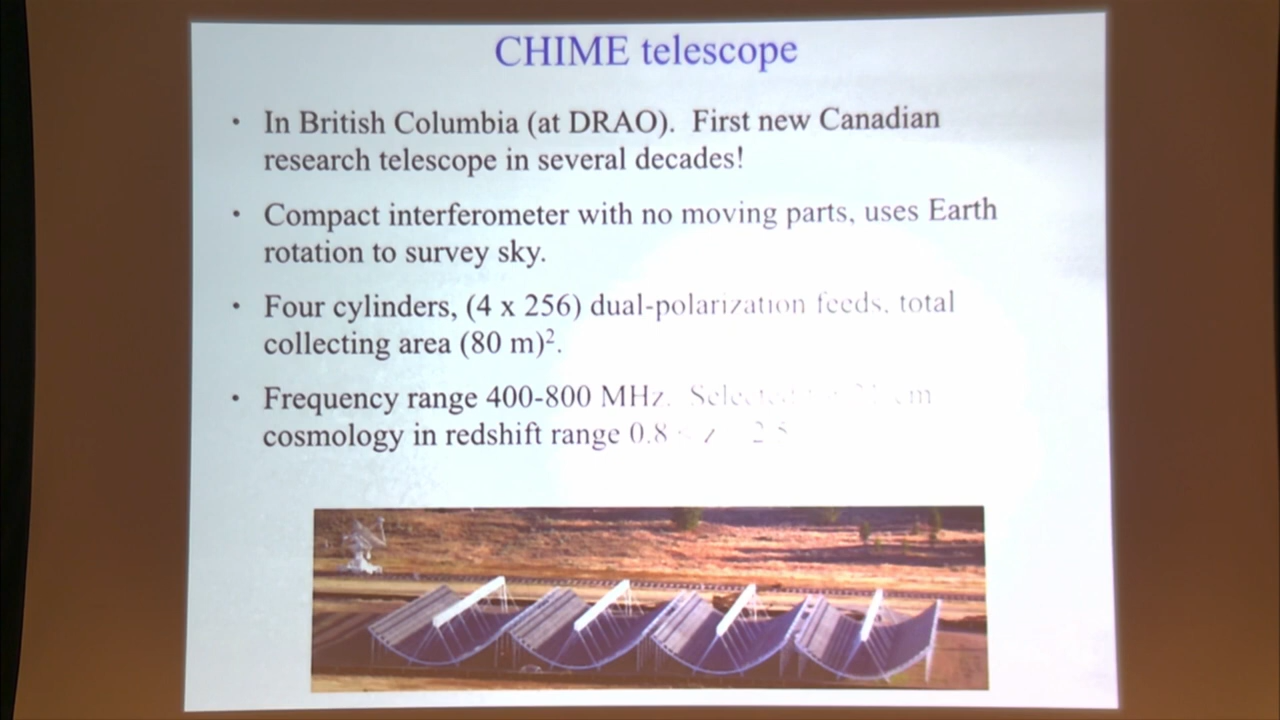 CHIME telescope
• In British Columbia (at DRAO). First new Canadian
research telescope in several decades!
• Compact interferometer with no moving parts, uses Earth
rotation to survey sky.
• Four cylinders, (4 x 256) dual-polarization feeds, total
collecting area (80 m)².
• Frequency range 400-800 MHz. Selected cm
cosmology in redshift range 0.8